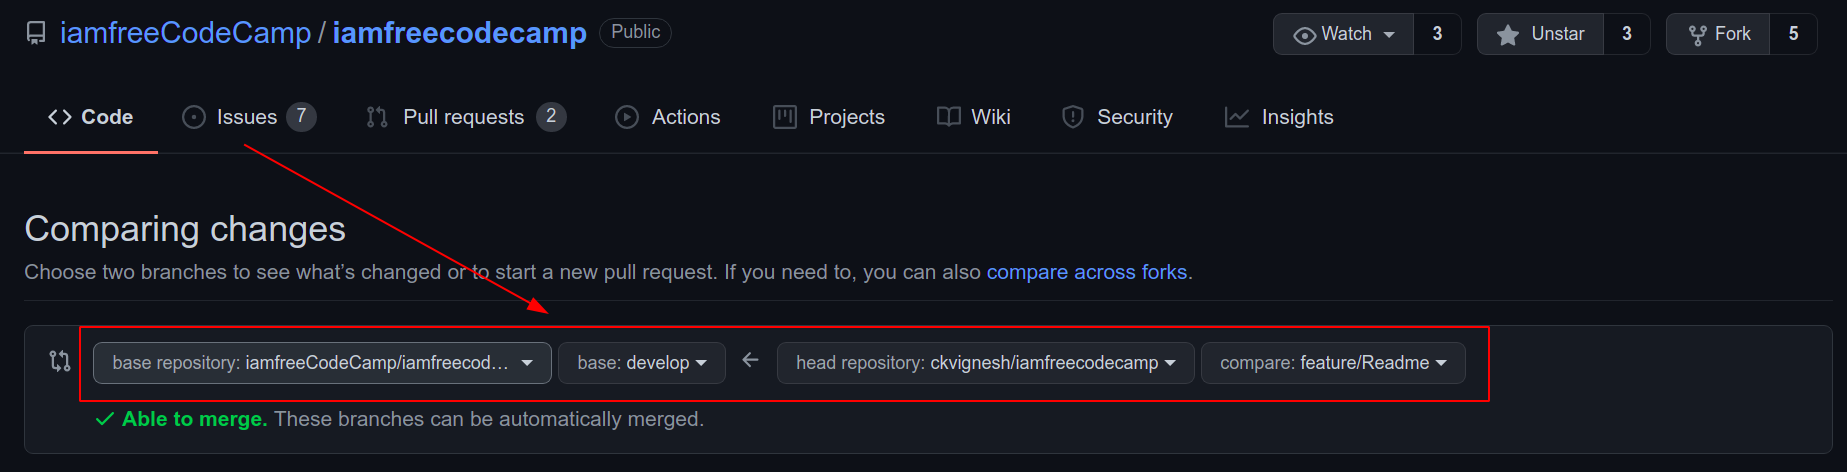 iamfreeCodeCamp / iamfreecodecamp Public Watch 3 Unstar 3 Fork 5
Code Issues 7 Pull requests 2 Actions Projects Wiki Security Insights
Comparing changes
Choose two branches to see what’s changed or to start a new pull request. If you need to, you can also compare across forks.
base repository: iamfreeCodeCamp/iamfreecod... base: develop head repository: ckvignesh/iamfreecodecamp compare: feature/Readme
Able to merge. These branches can be automatically merged.